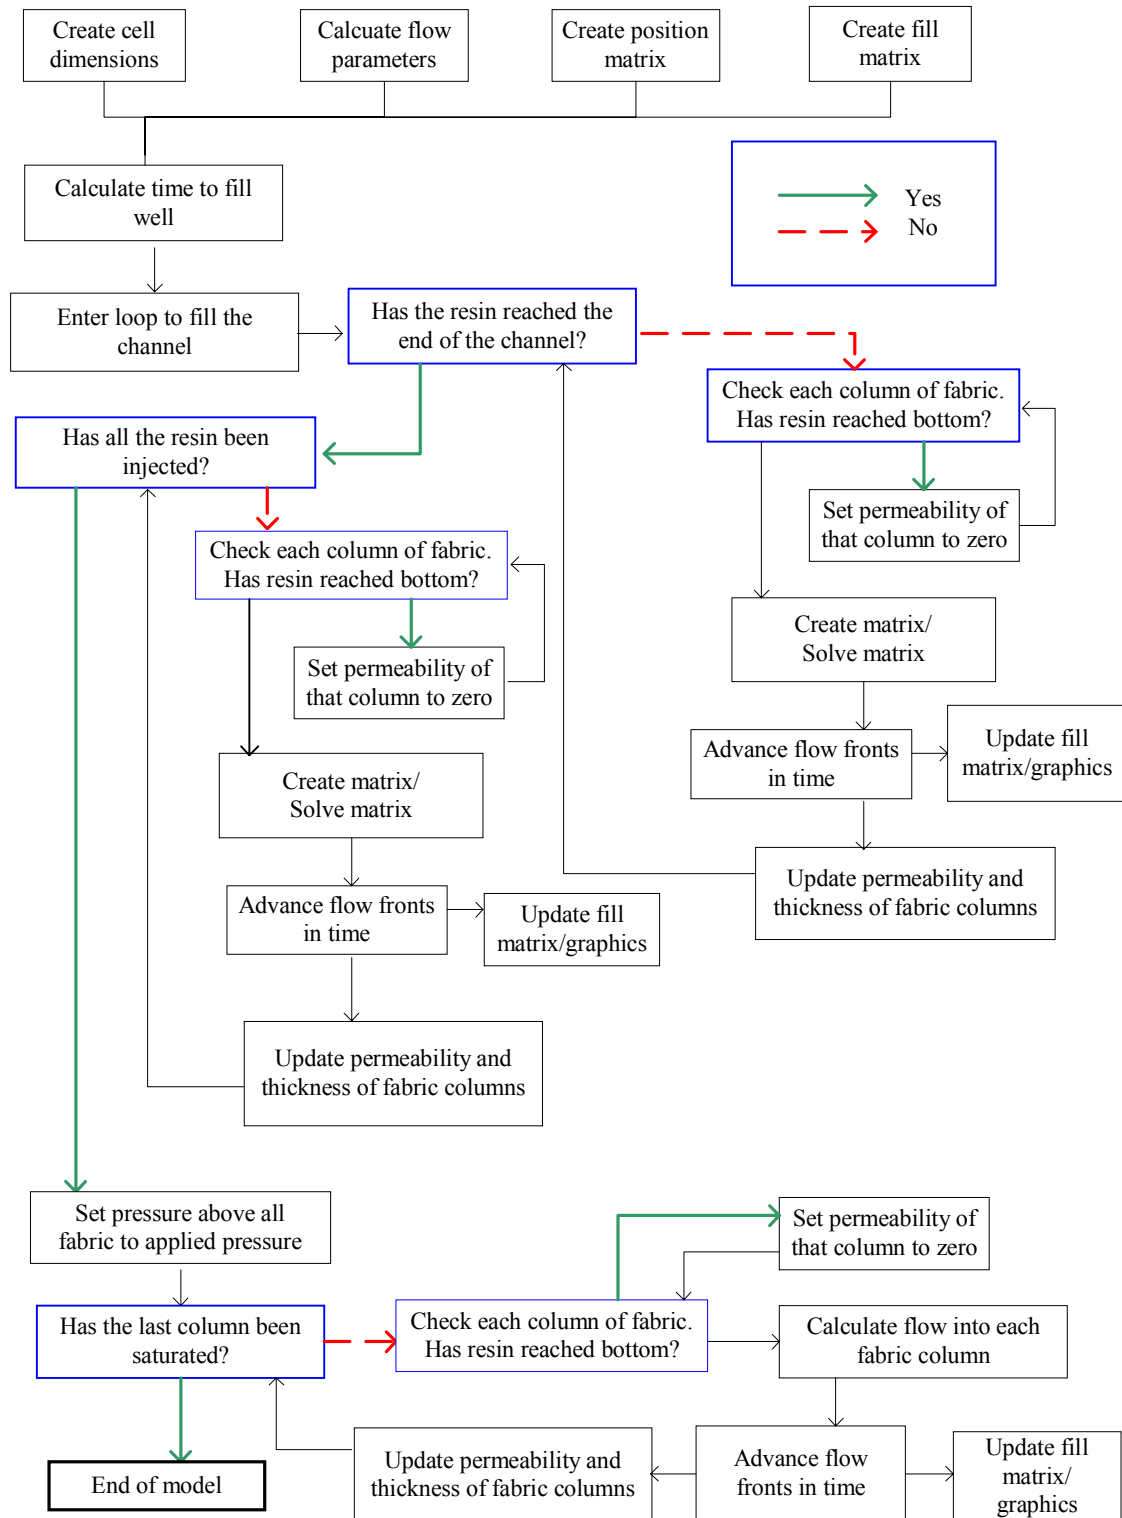 Create cell
dimensions
Calcuate flow
parameters
Create position
matrix
Create fill
matrix
Calculate time to fill
well
Yes
No
Enter loop to fill the
channel
Has the resin reached the
end of the channel?
Check each column of fabric.
Has resin reached bottom?
Has all the resin been
injected?
Set permeability of
that column to zero
Check each column of fabric.
Has resin reached bottom?
Create matrix/
Solve matrix
Set permeability of
that column to zero
Advance flow fronts
in time
Update fill
matrix/graphics
Create matrix/
Solve matrix
Update permeability and
thickness of fabric columns
Advance flow fronts
in time
Update fill
matrix/graphics
Update permeability and
thickness of fabric columns
Set pressure above all
fabric to applied pressure
Set permeability of
that column to zero
Has the last column been
saturated?
Check each column of fabric.
Has resin reached bottom?
Calculate flow into each
fabric column
End of model
Update permeability and
thickness of fabric columns
Advance flow
fronts in time
Update fill
matrix/
graphics